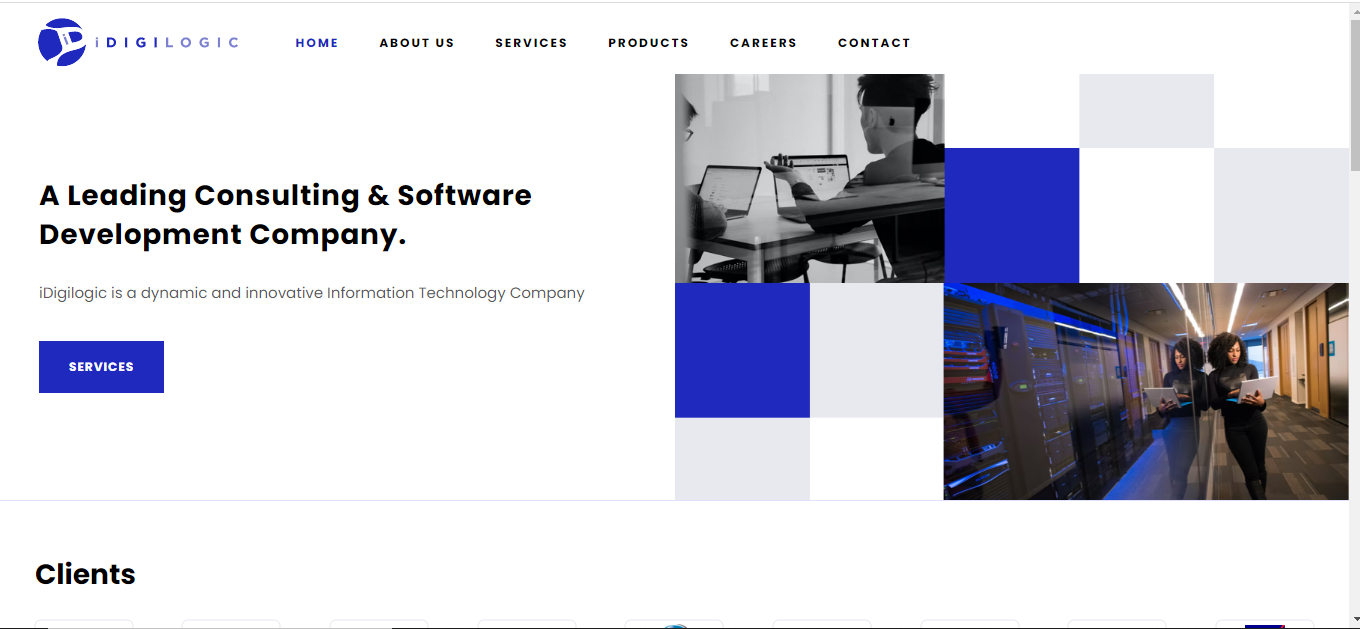 iDIGILOGIC
HOME ABOUT US SERVICES PRODUCTS CAREERS CONTACT
A Leading Consulting & Software
Development Company.
iDigilogic is a dynamic and innovative Information Technology Company
SERVICES
Clients